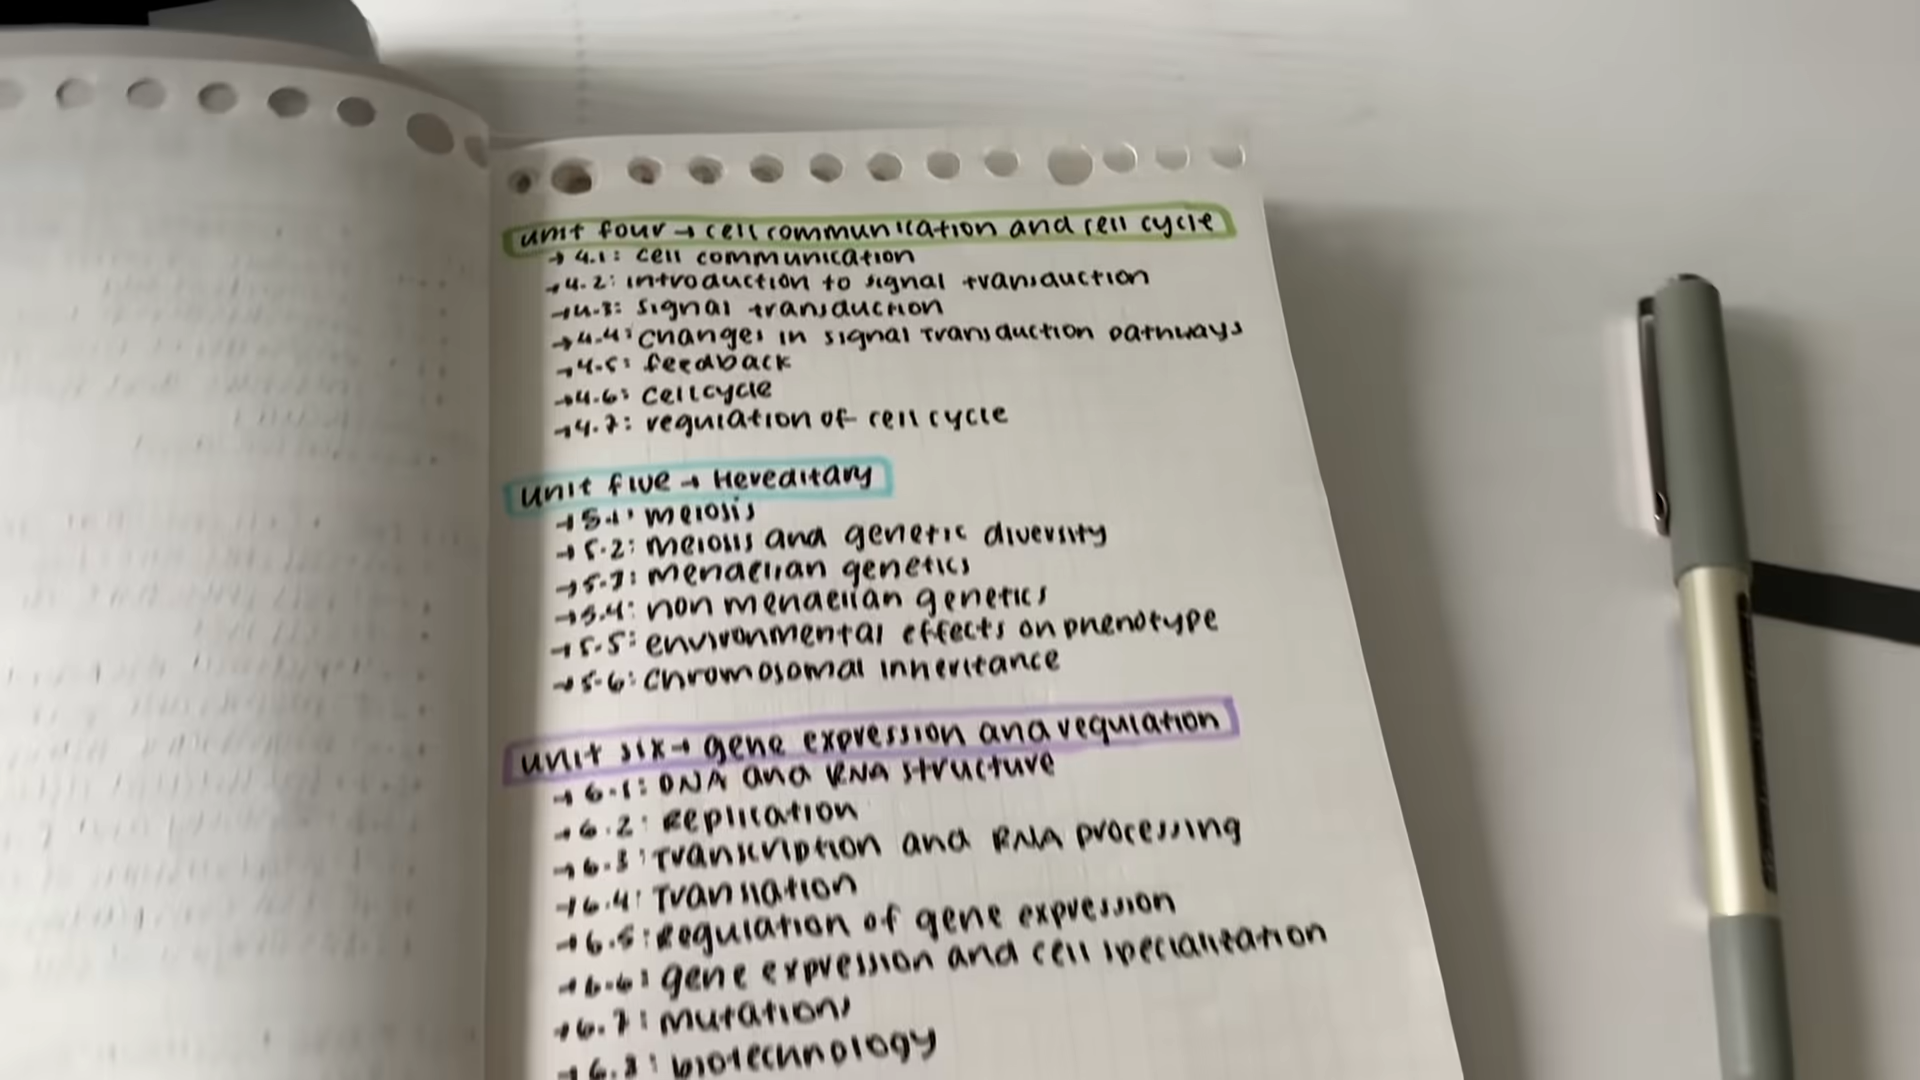 unit four → cell communication and cell cycle
→ 4.1: cell communication
→ 4.2: introduction to signal transduction
→ 4.3: signal transduction
→ 4.4: changes in signal transduction pathways
→ 4.5: feedback
→ 4.6: cell cycle
→ 4.7: regulation of cell cycle
unit five → Hereditary
→ 5.1: meiosis
→ 5.2: meiosis and genetic diversity
→ 5.3: mendelian genetics
→ 5.4: non mendelian genetics
→ 5.5: environmental effects on phenotype
→ 5.6: chromosomal inheritance
unit six → gene expression and regulation
→ 6.1: DNA and RNA structure
→ 6.2: Replication
→ 6.3: Transcription and RNA processing
→ 6.4: Translation
→ 6.5: Regulation of gene expression
→ 6.6: gene expression and cell specialization
→ 6.7: mutations
→ 6.8: biotechnology